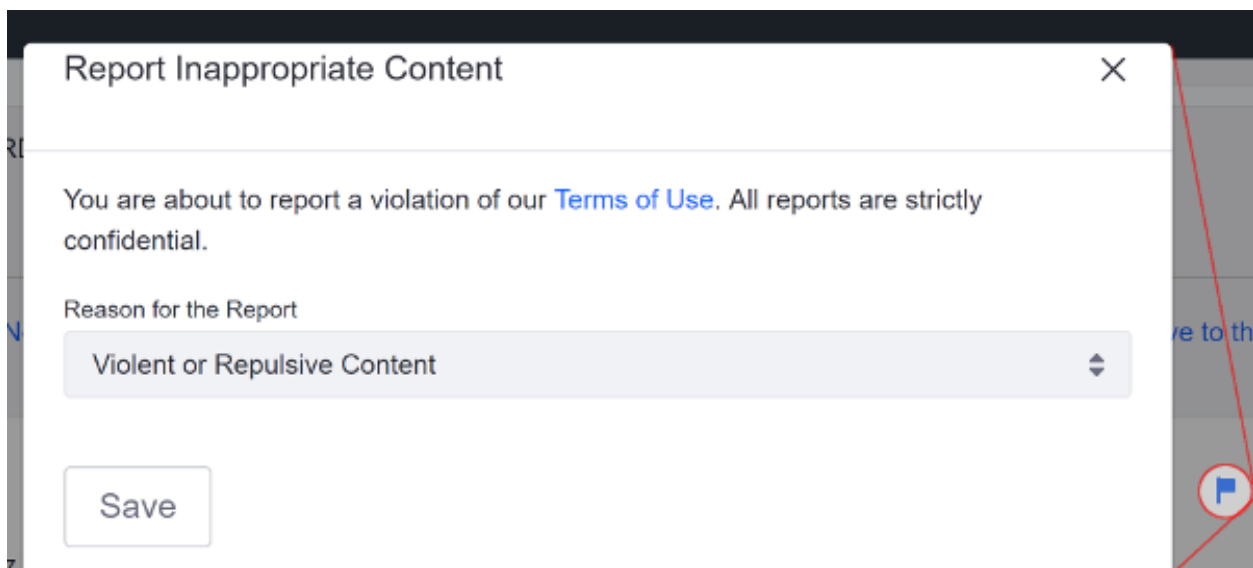 Report Inappropriate Content
You are about to report a violation of our Terms of Use. All reports are strictly
confidential.
Reason for the Report
Violent or Repulsive Content
Save